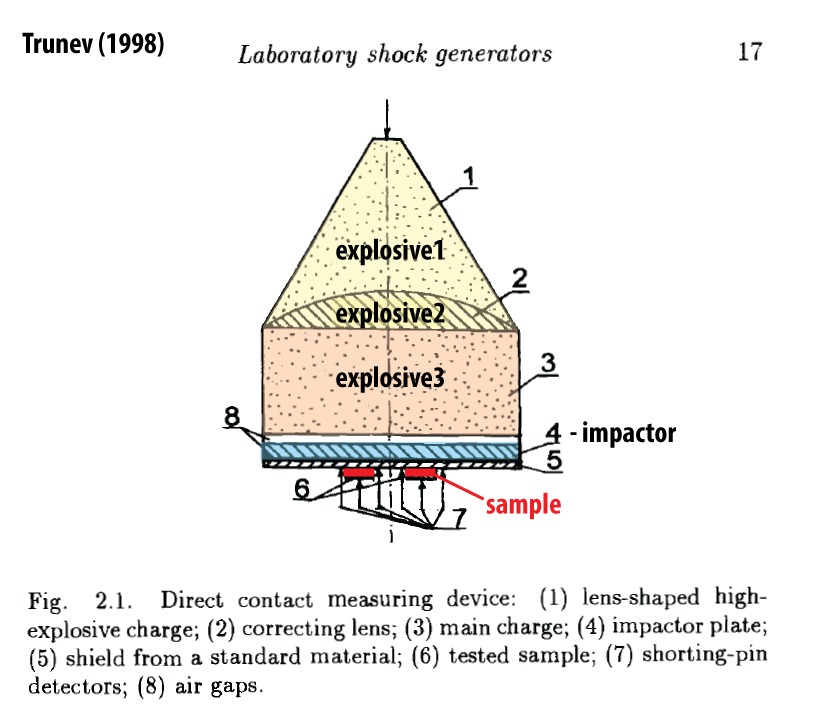 Trunev (1998)
Laboratory shock generators
17
1
explosive1
2
explosive2
3
explosive3
8
4 - impactor
5
6
sample
7
Fig. 2.1. Direct contact measuring device: (1) lens-shaped high-
explosive charge; (2) correcting lens; (3) main charge; (4) impactor plate;
(5) shield from a standard material; (6) tested sample; (7) shorting-pin
detectors; (8) air gaps.